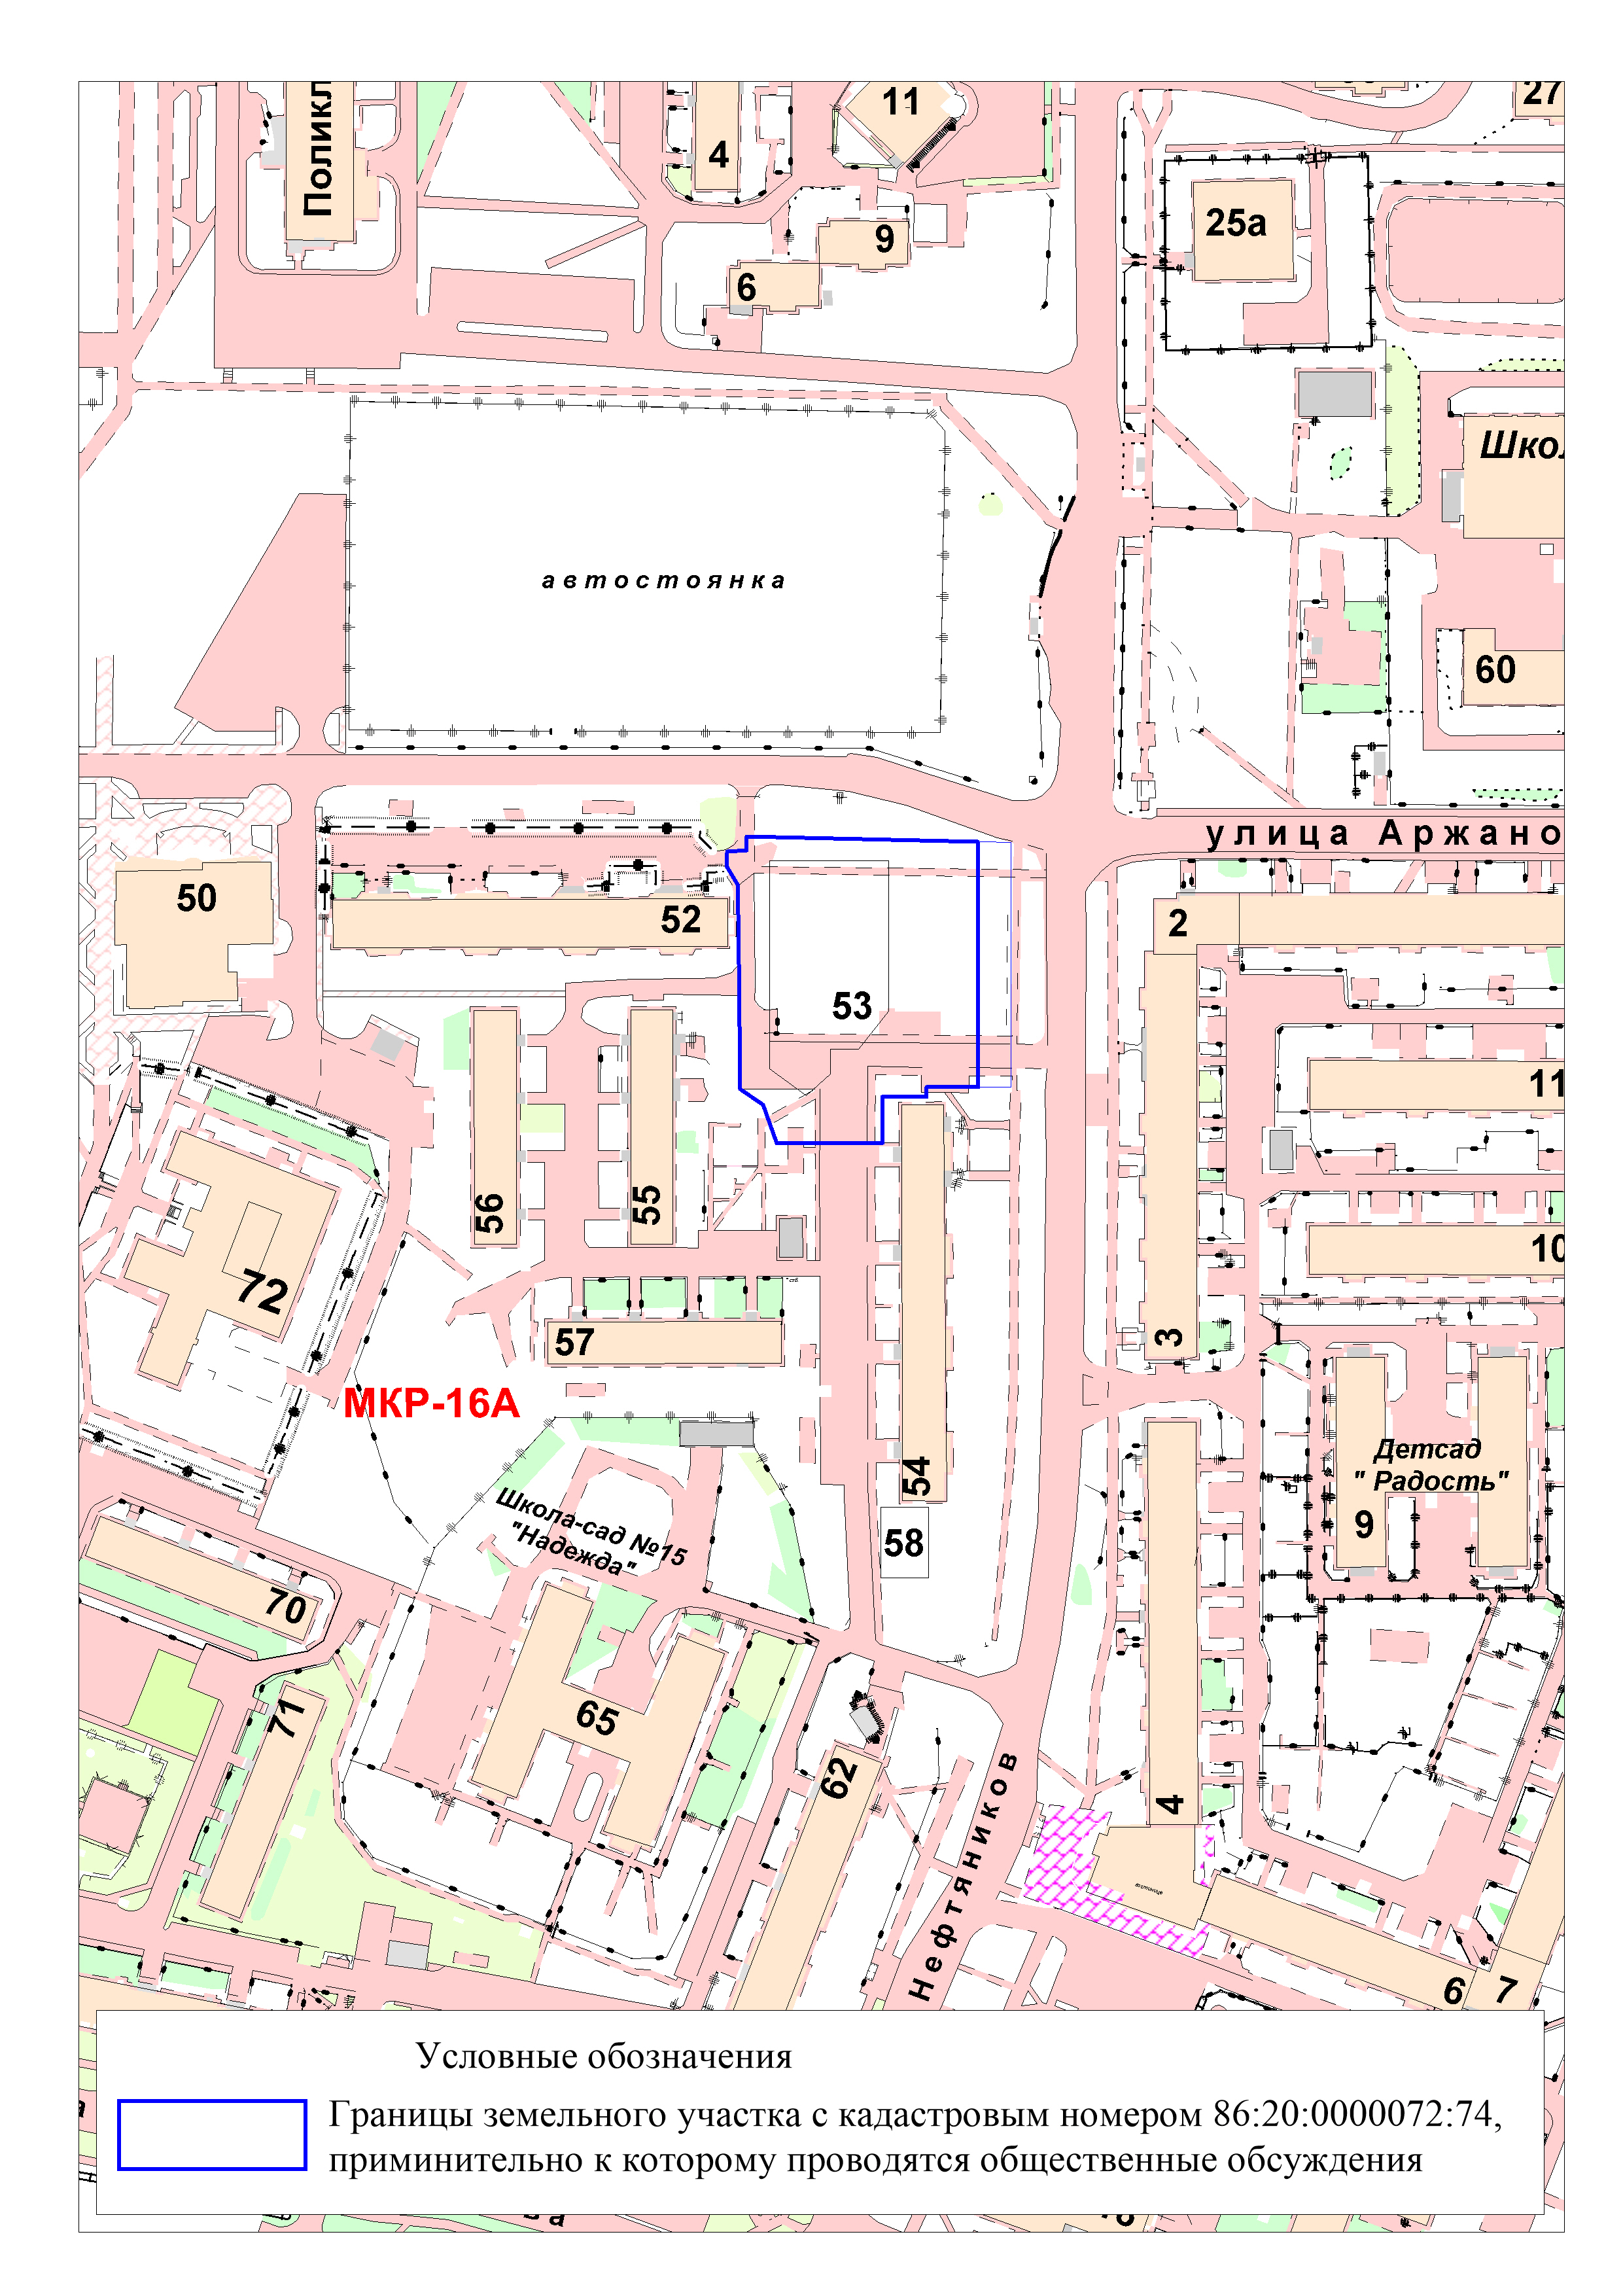 Поликл
4
11
27
9
6
25а
Шко
автостоянка
60
улица Аржано
50
52
2
53
11
56
55
10
72
57
3
МКР-16А
54
Детсад
" Радость"
9
Школа-сад №15
"Надежда"
58
70
71
65
62
4
Нефтяников
6
7
Условные обозначения
Границы земельного участка с кадастровым номером 86:20:0000072:74,
приминительно к которому проводятся общественные обсуждения